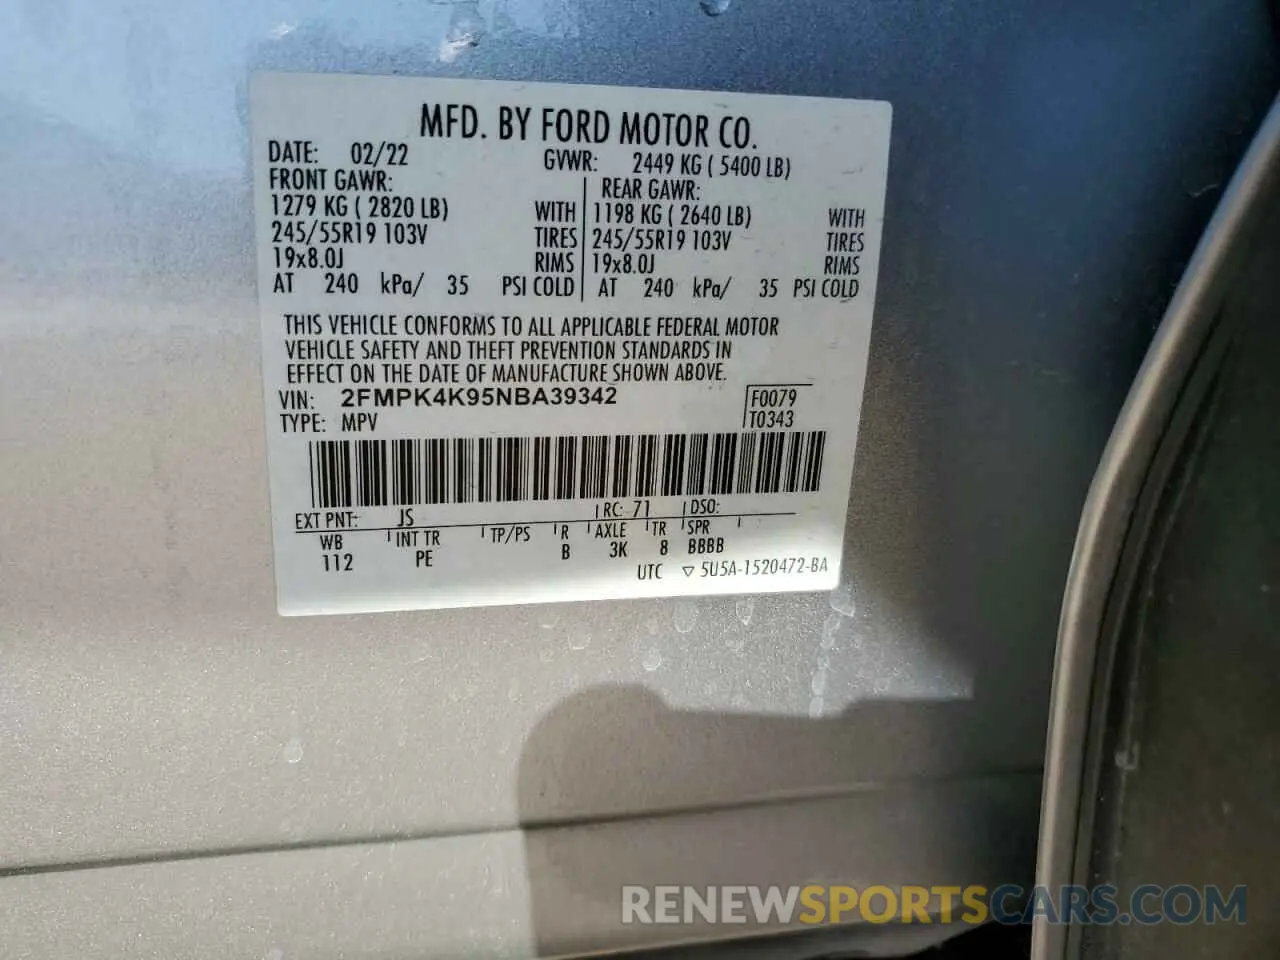 MFD. BY FORD MOTOR CO.
DATE: 02/22 GVWR: 2449 KG ( 5400 LB)
FRONT GAWR: REAR GAWR:
1279 KG ( 2820 LB) WITH 1198 KG ( 2640 LB) WITH
245/55R19 103V TIRES 245/55R19 103V TIRES
19x8.0J RIMS 19x8.0J RIMS
AT 240 kPa/ 35 PSI COLD AT 240 kPa/ 35 PSI COLD
THIS VEHICLE CONFORMS TO ALL APPLICABLE FEDERAL MOTOR
VEHICLE SAFETY AND THEFT PREVENTION STANDARDS IN
EFFECT ON THE DATE OF MANUFACTURE SHOWN ABOVE.
VIN: 2FMPK4K95NBA39342 F0079
TYPE: MPV T0343
EXT PNT: JS RC: 71 DSO:
WB INT TR TP/PS R AXLE TR SPR
112 PE B 3K 8 BBBB
UTC ▽ 5U5A-1520472-BA
RENEWSPORTSCARS.COM